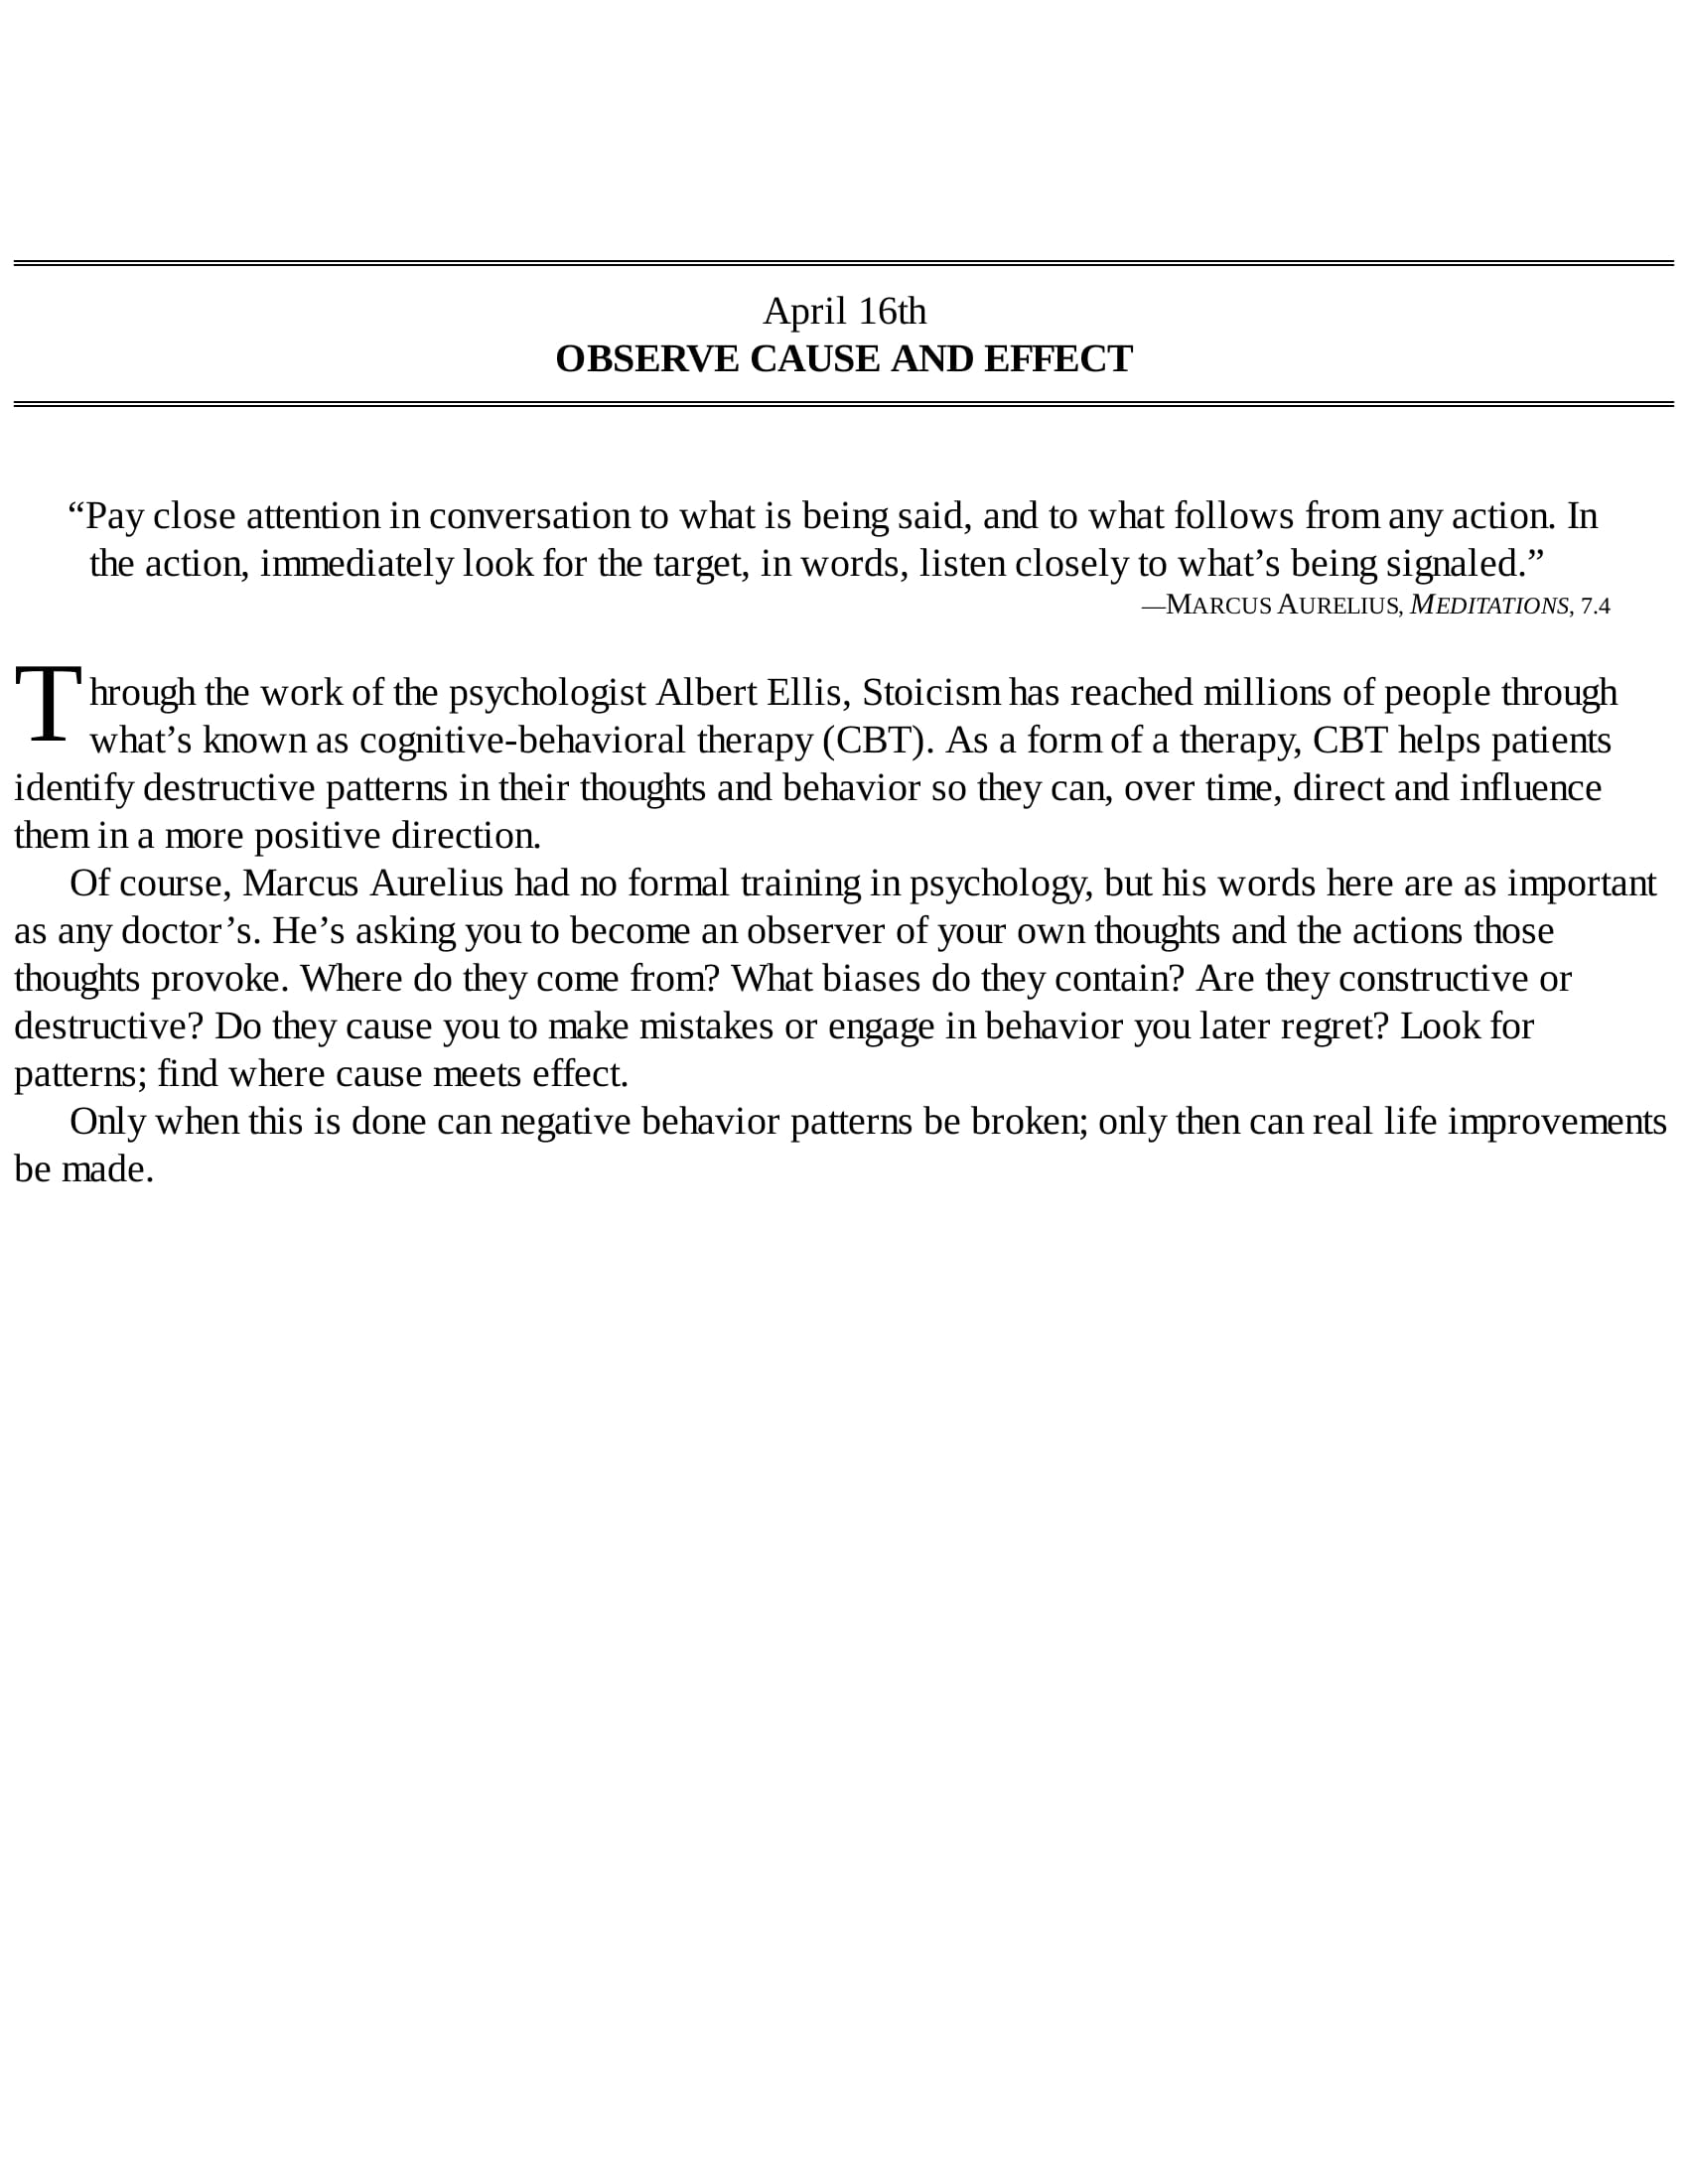 April 16th
OBSERVE CAUSE AND EFFECT
“Pay close attention in conversation to what is being said, and to what follows from any action. In
the action, immediately look for the target, in words, listen closely to what’s being signaled.”
—MARCUS AURELIUS, MEDITATIONS, 7.4
Through the work of the psychologist Albert Ellis, Stoicism has reached millions of people through
what’s known as cognitive-behavioral therapy (CBT). As a form of a therapy, CBT helps patients
identify destructive patterns in their thoughts and behavior so they can, over time, direct and influence
them in a more positive direction.
Of course, Marcus Aurelius had no formal training in psychology, but his words here are as important
as any doctor’s. He’s asking you to become an observer of your own thoughts and the actions those
thoughts provoke. Where do they come from? What biases do they contain? Are they constructive or
destructive? Do they cause you to make mistakes or engage in behavior you later regret? Look for
patterns; find where cause meets effect.
Only when this is done can negative behavior patterns be broken; only then can real life improvements
be made.